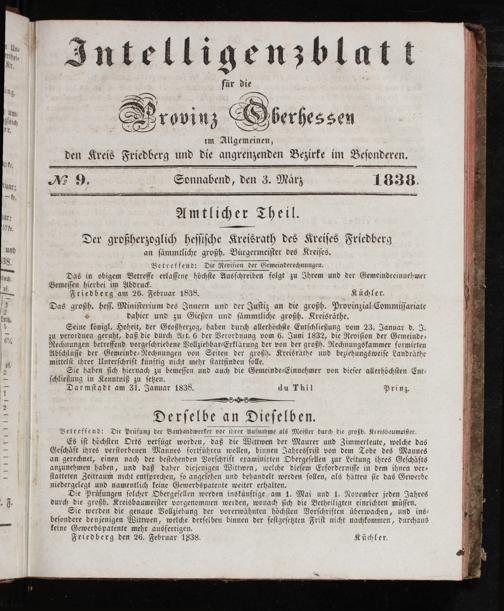 Intelligenzblatt
für die
Provinz Oberhessen
im Allgemeinen,
den Kreis Friedberg und die angrenzenden Bezirke im Besonderen.
№ 9. Sonnabend, den 3. März 1838.
Amtlicher Theil.
Der großherzoglich hessische Kreisrath des Kreises Friedberg
an sämmtliche großh. Bürgermeister des Kreises.
Betreffend: Die Revision der Gemeinderechnungen.
Das in obigem Betreffe erlassene höchste Ausschreiben folgt zu Ihrem und der Gemeindeeinnehmer
Bemessen hierbei im Abdruck.
Friedberg am 26. Februar 1838. Küchler.
Das großh. hess. Ministerium des Innern und der Justiz an die großh. Provinzial-Commissariate
dahier und zu Giesen und sämmtliche großh. Kreisräthe.
Seine königl. Hoheit, der Großherzog, haben durch allerhöchste Entschließung vom 23. Januar d. J.
zu verordnen geruht, daß die durch Art. 6 der Verordnung vom 6. Juni 1832, die Revision der Gemeinde-
Rechnungen betreffend vorgeschriebene Vollziehbar-Erklärung der von der großh. Rechnungskammer formirten
Abschlüsse der Gemeinde-Rechnungen von Seiten der großh. Kreisräthe und beziehungsweise Landräthe
mittelst ihrer Unterschrift künftig nicht mehr stattfinden solle.
Sie haben sich hiernach zu bemessen und auch die Gemeinde-Einnehmer von dieser allerhöchsten Ent-
schließung in Kenntniß zu setzen.
Darmstadt am 31. Januar 1838. du Thil Prinz.
Derselbe an Dieselben.
Betreffend: Die Prüfung der Bauhandwerker vor ihrer Aufnahme als Meister durch die großh. Kreisbaumeister.
Es ist höchsten Orts verfügt worden, daß die Wittwen der Maurer und Zimmerleute, welche das
Geschäft ihres verstorbenen Mannes fortführen wollen, binnen Jahresfrist von dem Tode des Mannes
an gerechnet, einen nach der bestehenden Vorschrift examinirten Obergesellen zur Leitung ihres Geschäfts
anzunehmen haben, und daß daher diejenigen Wittwen, welche diesem Erfordernisse in dem ihnen ver-
statteten Zeitraum nicht entsprechen, so angesehen und behandelt werden sollen, als hätten sie das Gewerbe
niedergelegt und numerirlich keine Gewerbspatente weiter erhalten.
Die Prüfungen solcher Obergesellen werden inskünftige am 1. Mai und 1. November jeden Jahres
durch die großh. Kreisbaumeister vorgenommen werden, wonach sich die Betheiligten einrichten müssen.
Sie werden die genaue Vollziehung der vorerwähnten höchsten Vorschriften überwachen, und ins-
besondere denjenigen Wittwen, welche derselben binnen der festgesetzten Frist nicht nachkommen, durchaus
keine Gewerbspatente mehr ausfertigen.
Friedberg den 26. Februar 1838. Küchler.